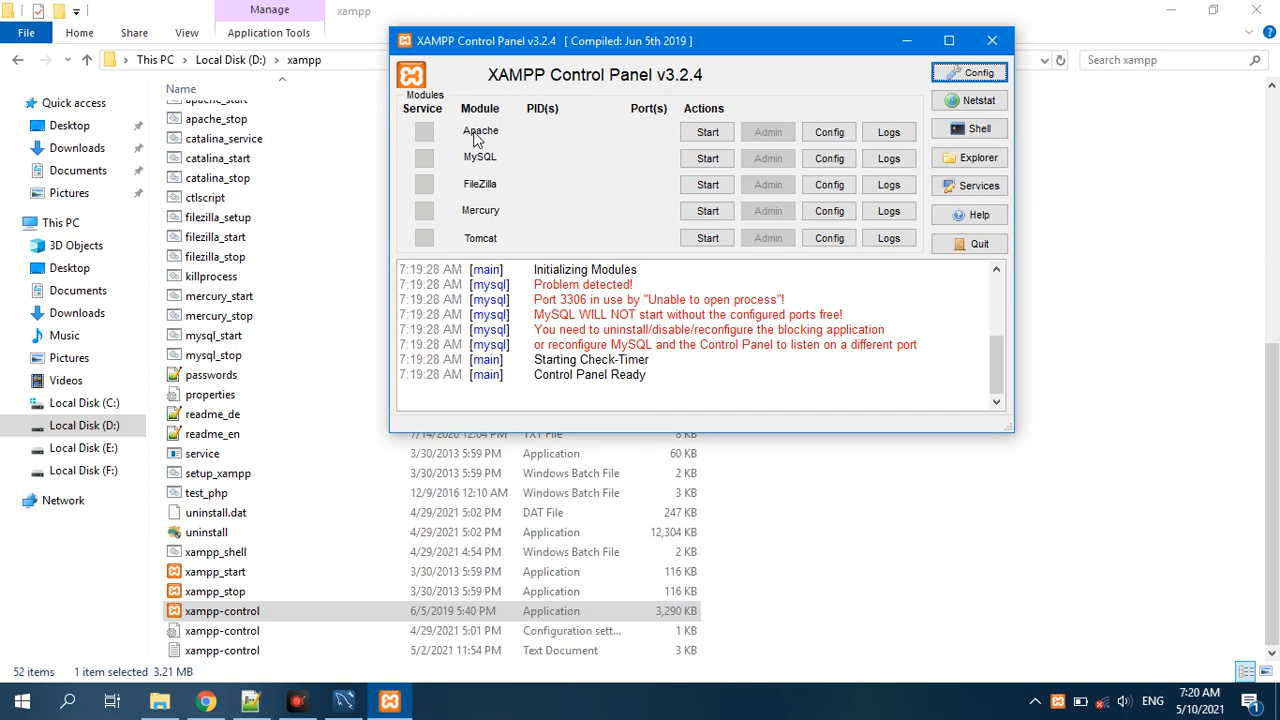 Manage
xampp
File
Home
Share
View
Application Tools
This PC
Local Disk (D:)
xampp
Search xampp
Quick access
Desktop
Downloads
Documents
Pictures
This PC
3D Objects
Desktop
Documents
Downloads
Music
Pictures
Videos
Local Disk (C:)
Local Disk (D:)
Local Disk (E:)
Local Disk (F:)
Network
Name
apache_start
apache_stop
catalina_service
catalina_start
catalina_stop
ctlscript
filezilla_setup
filezilla_start
filezilla_stop
killprocess
mercury_start
mercury_stop
mysql_start
mysql_stop
passwords
properties
readme_de
readme_en 7/14/2020 12:04 PM TXT File 8 KB
service 3/30/2013 5:59 PM Application 60 KB
setup_xampp 3/30/2013 5:59 PM Windows Batch File 2 KB
test_php 12/9/2016 12:10 AM Windows Batch File 3 KB
uninstall.dat 4/29/2021 5:02 PM DAT File 247 KB
uninstall 4/29/2021 5:02 PM Application 12,304 KB
xampp_shell 4/29/2021 4:54 PM Windows Batch File 2 KB
xampp_start 3/30/2013 5:59 PM Application 116 KB
xampp_stop 3/30/2013 5:59 PM Application 116 KB
xampp-control 6/5/2019 5:40 PM Application 3,290 KB
xampp-control 4/29/2021 5:01 PM Configuration sett... 1 KB
xampp-control 5/2/2021 11:54 PM Text Document 3 KB
52 items 1 item selected 3.21 MB
XAMPP Control Panel v3.2.4 [ Compiled: Jun 5th 2019 ]
XAMPP Control Panel v3.2.4
Modules
Service Module PID(s) Port(s) Actions
Apache Start Admin Config Logs
MySQL Start Admin Config Logs
FileZilla Start Admin Config Logs
Mercury Start Admin Config Logs
Tomcat Start Admin Config Logs
Config
Netstat
Shell
Explorer
Services
Help
Quit
7:19:28 AM [main] Initializing Modules
7:19:28 AM [mysql] Problem detected!
7:19:28 AM [mysql] Port 3306 in use by "Unable to open process"!
7:19:28 AM [mysql] MySQL WILL NOT start without the configured ports free!
7:19:28 AM [mysql] You need to uninstall/disable/reconfigure the blocking application
7:19:28 AM [mysql] or reconfigure MySQL and the Control Panel to listen on a different port
7:19:28 AM [main] Starting Check-Timer
7:19:28 AM [main] Control Panel Ready
ENG
7:20 AM
5/10/2021
1